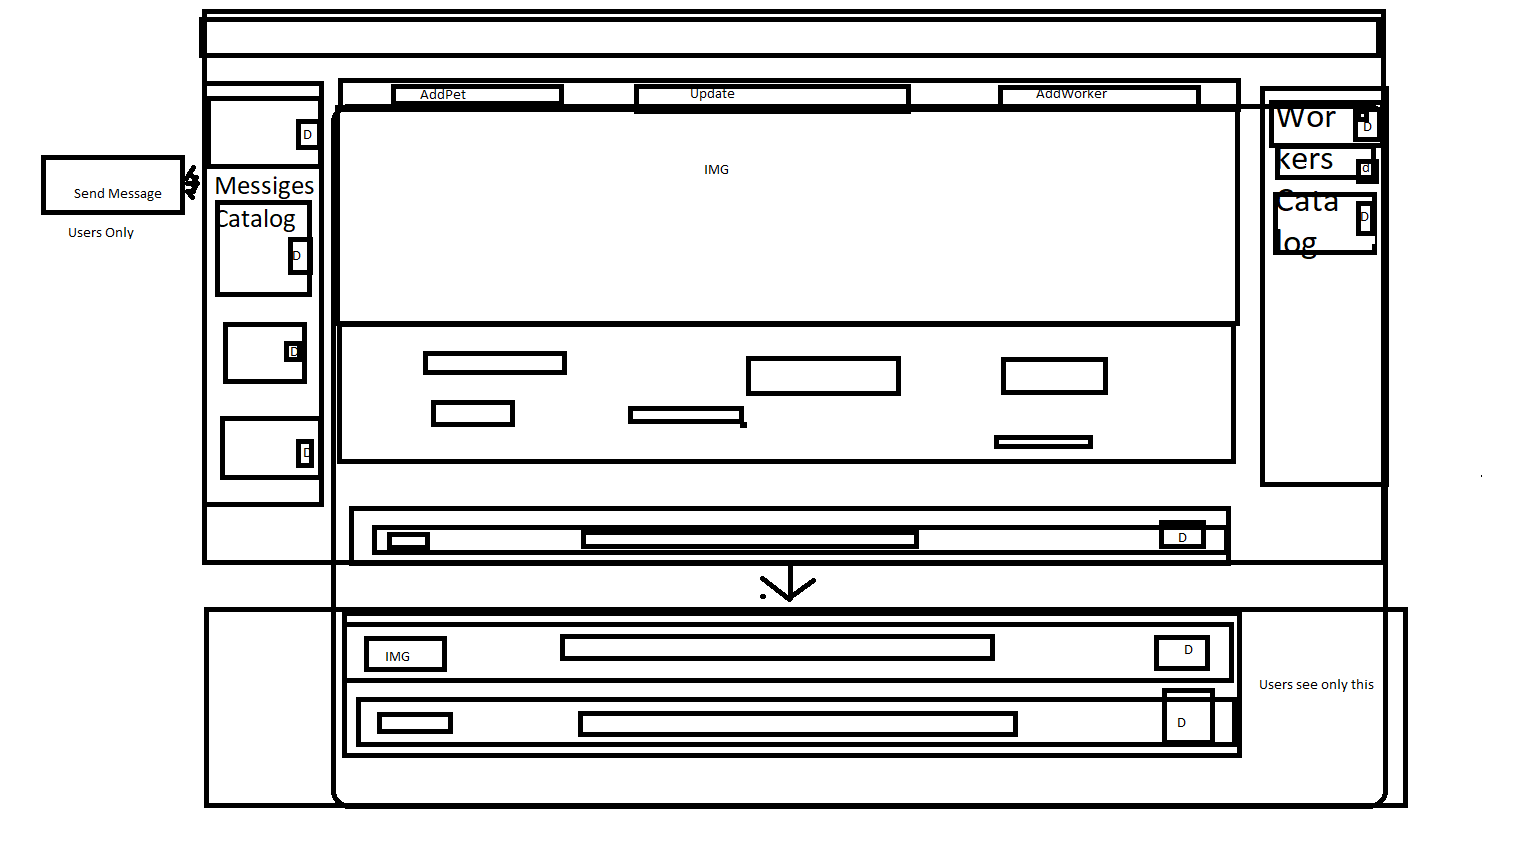 AddPet
Update
AddWorker
D
Messiges
Catalog
D
D
D
Send Message
Users Only
IMG
Wor
kers
Cata
log
D
d
D
D
IMG
D
D
Users see only this